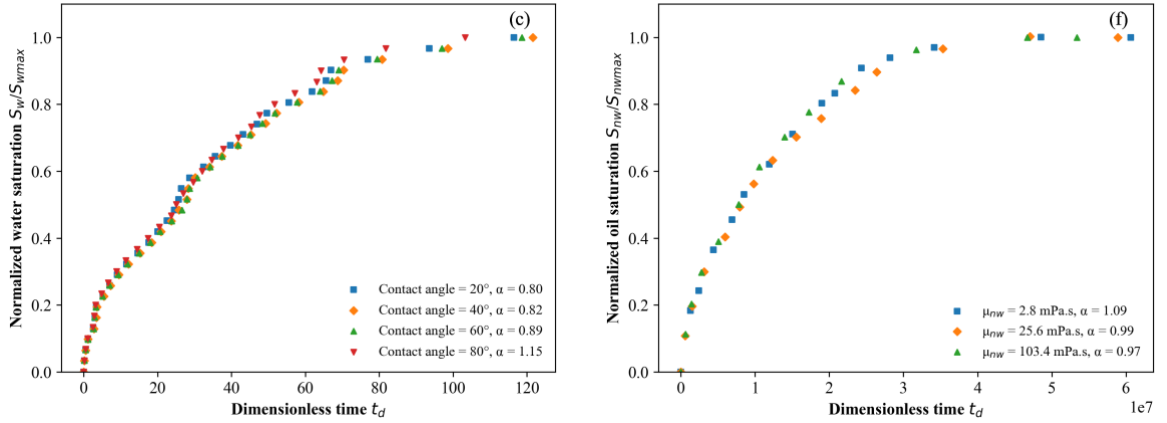 (c)
1.0
0.8
0.6
0.4
0.2
0.0
Normalized water saturation S_w/S_wmax
Contact angle = 20°, α = 0.80
Contact angle = 40°, α = 0.82
Contact angle = 60°, α = 0.89
Contact angle = 80°, α = 1.15
0 20 40 60 80 100 120
Dimensionless time t_d
(f)
1.0
0.8
0.6
0.4
0.2
0.0
Normalized oil saturation S_nw/S_nwmax
μ_nw = 2.8 mPa.s, α = 1.09
μ_nw = 25.6 mPa.s, α = 0.99
μ_nw = 103.4 mPa.s, α = 0.97
0 1 2 3 4 5 6
1e7
Dimensionless time t_d